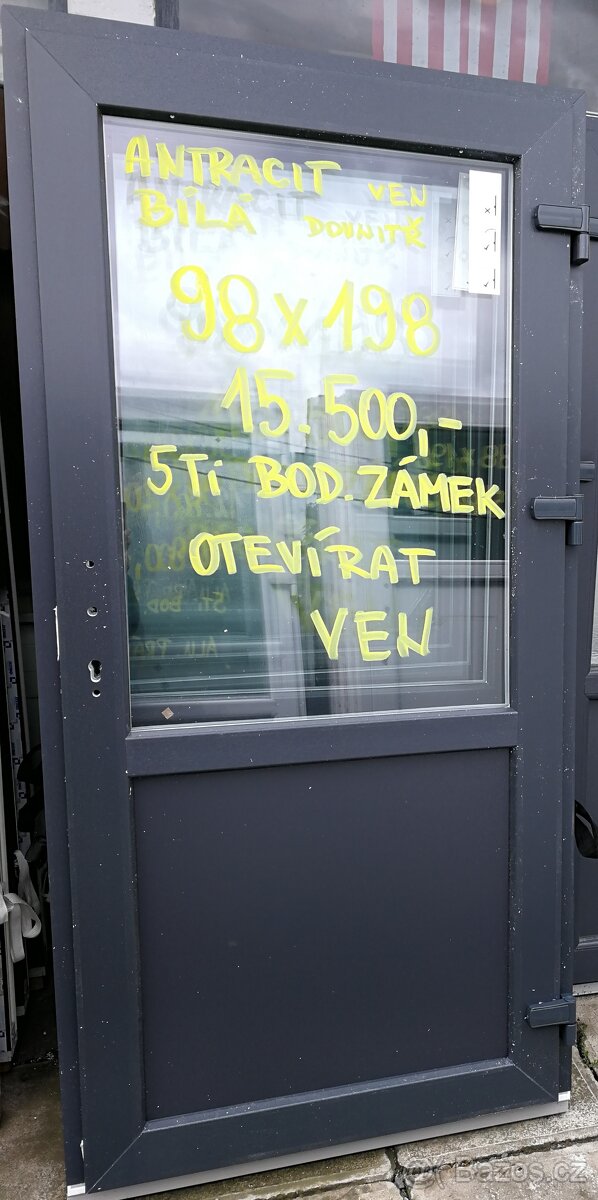 ANTRACIT VEN
BÍLÁ DOVNITŘ
98 x 198
15.500,-
5Ti BOD. ZÁMEK
OTEVÍRAT
VEN
Bazos.cz